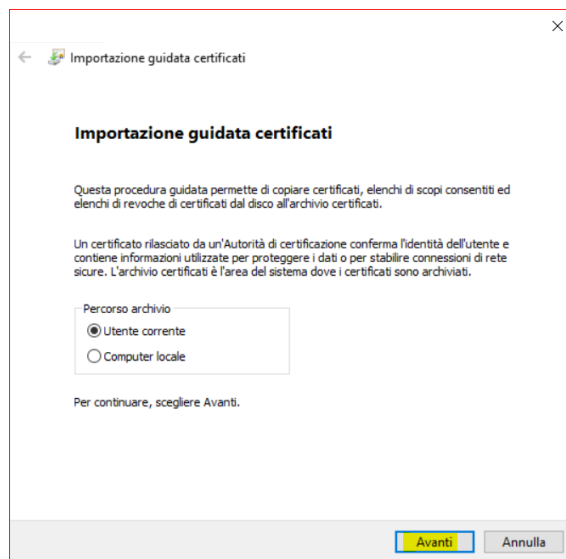 Importazione guidata certificati
Importazione guidata certificati
Questa procedura guidata permette di copiare certificati, elenchi di scopi consentiti ed
elenchi di revoche di certificati dal disco all'archivio certificati.
Un certificato rilasciato da un'Autorità di certificazione conferma l'identità dell'utente e
contiene informazioni utilizzate per proteggere i dati o per stabilire connessioni di rete
sicure. L'archivio certificati è l'area del sistema dove i certificati sono archiviati.
Percorso archivio
Utente corrente
Computer locale
Per continuare, scegliere Avanti.
Avanti Annulla